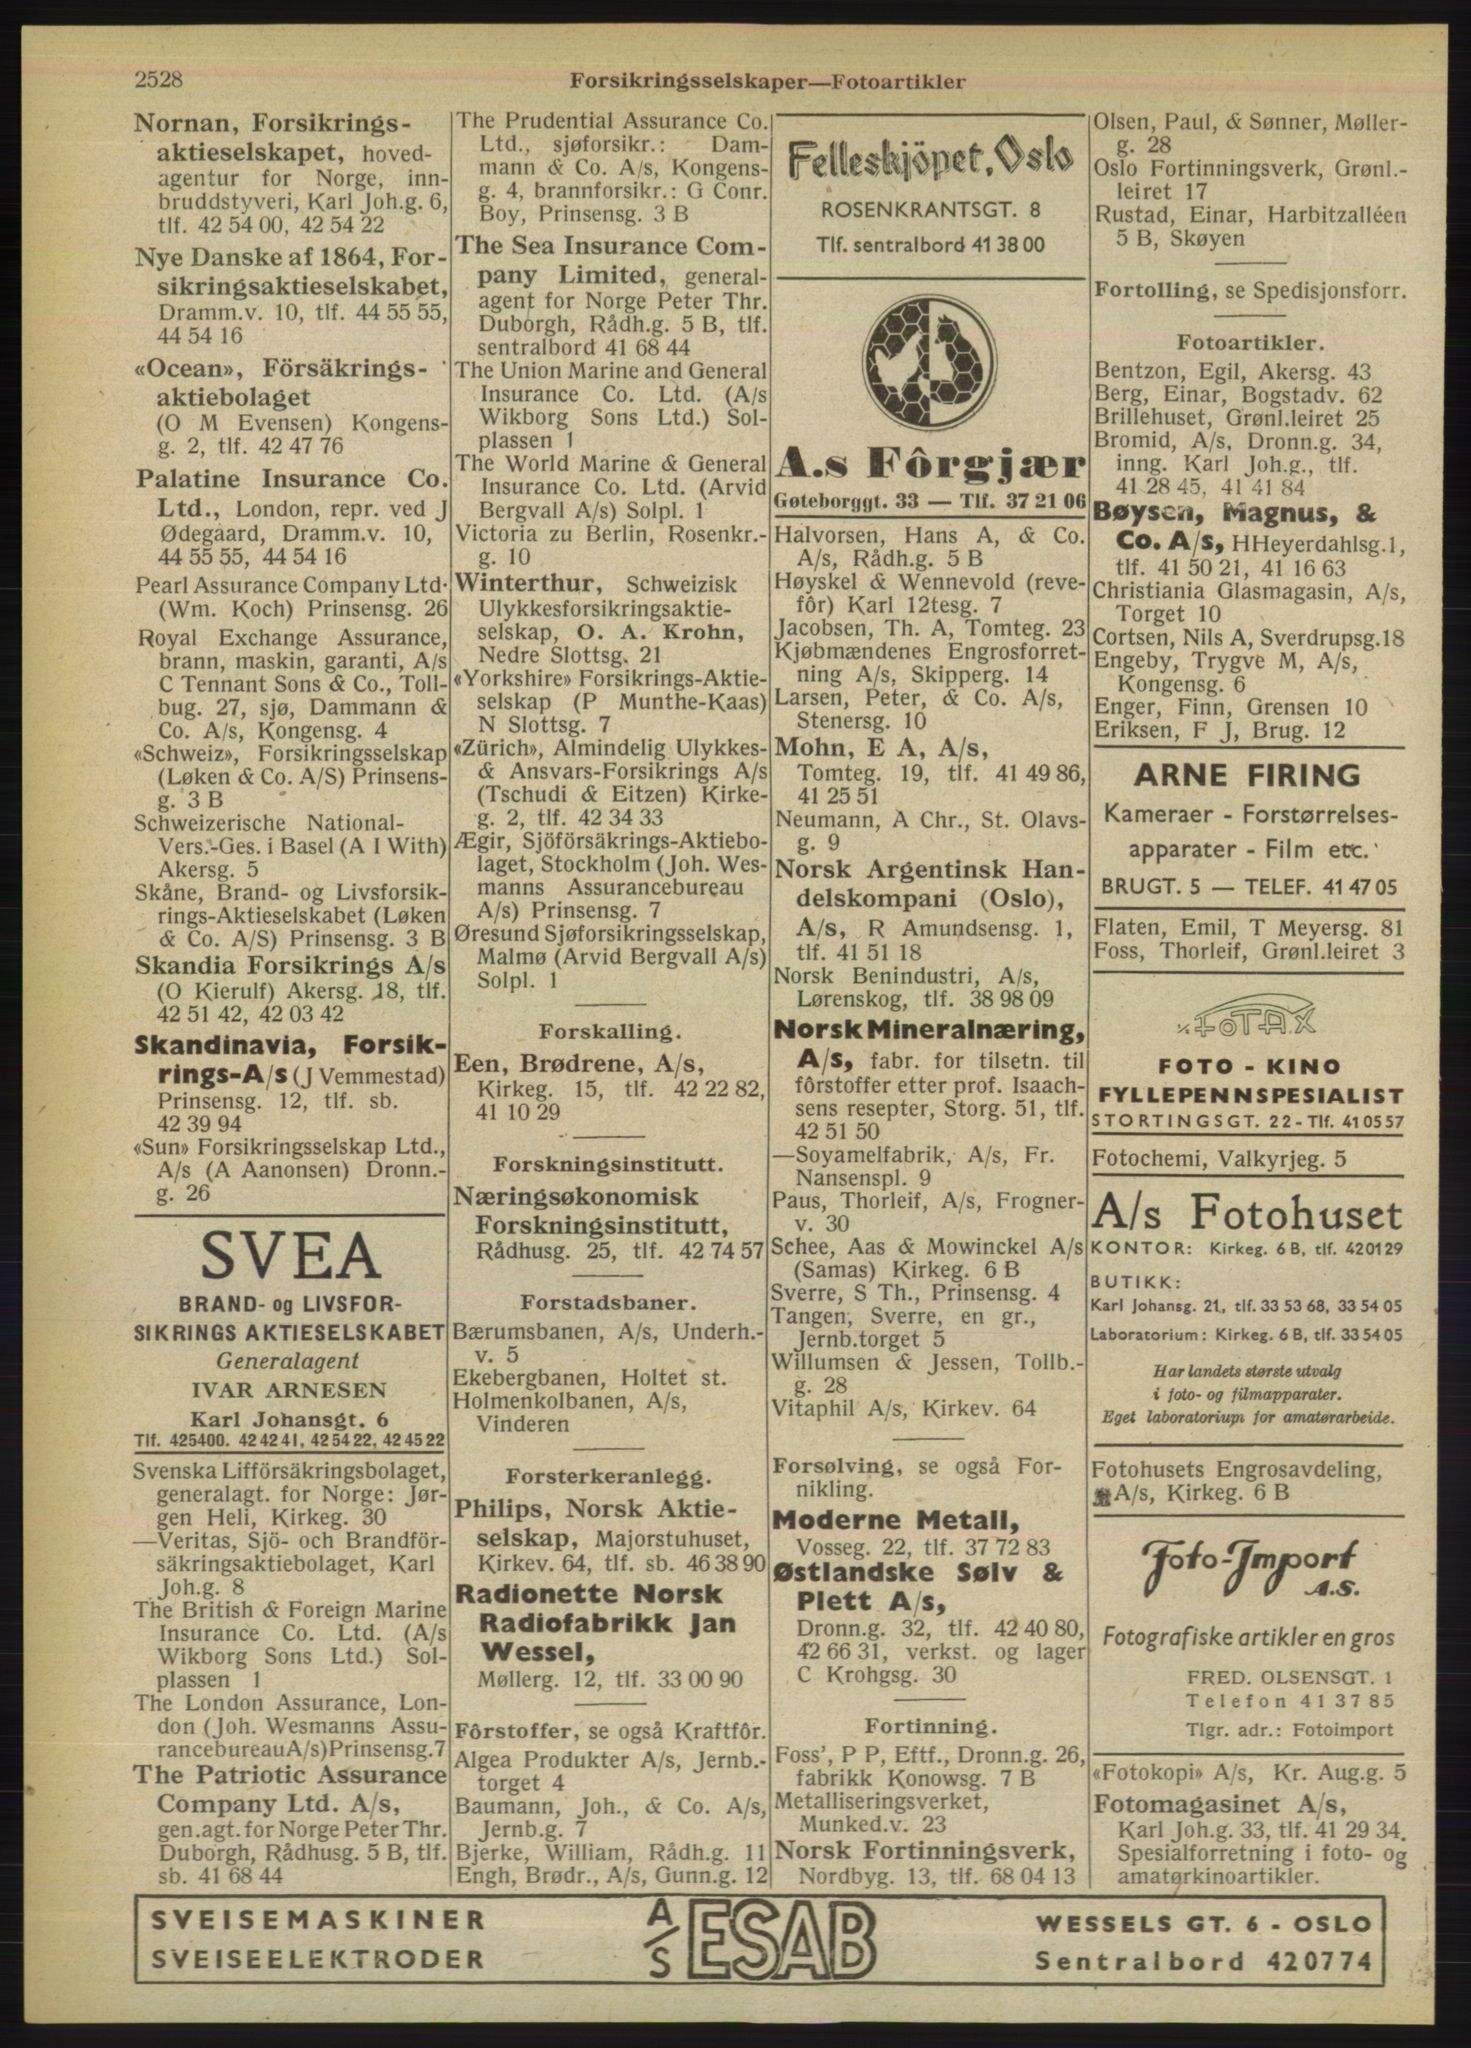 2528
Forsikringsselskaper—Fotoartikler
Nornan, Forsikrings-
aktieselskapet, hoved-
agentur for Norge, inn-
bruddstyveri, Karl Joh.g. 6,
tlf. 42 54 00, 42 54 22
Nye Danske af 1864, For-
sikringsaktieselskabet,
Dramm.v. 10, tlf. 44 55 55,
44 54 16
«Ocean», Försäkrings-
aktiebolaget
(O M Evensen) Kongens-
g. 2, tlf. 42 47 76
Palatine Insurance Co.
Ltd., London, repr. ved J
Ødegaard, Dramm.v. 10,
44 55 55, 44 54 16
Pearl Assurance Company Ltd.
(Wm. Koch) Prinsensg. 26
Royal Exchange Assurance,
brann, maskin, garanti, A/s
C Tennant Sons & Co., Toll-
bug. 27, sjø, Dammann &
Co. A/s, Kongensg. 4
«Schweiz», Forsikringsselskap
(Løken & Co. A/S) Prinsens-
g. 3 B
Schweizerische National-
Vers.-Ges. i Basel (A I With)
Akersg. 5
Skåne, Brand- og Livsforsik-
rings-Aktieselskabet (Løken
& Co. A/S) Prinsensg. 3 B
Skandia Forsikrings A/s
(O Kierulf) Akersg. 18, tlf.
42 51 42, 42 03 42
Skandinavia, Forsik-
rings-A/s (J Vemmestad)
Prinsensg. 12, tlf. sb.
42 39 94
«Sun» Forsikringsselskap Ltd.,
A/s (A Aanonsen) Dronn.-
g. 26
SVEA
BRAND- og LIVSFOR-
SIKRINGS AKTIESELSKABET
Generalagent
IVAR ARNESEN
Karl Johansgt. 6
Tlf. 425400. 42 42 41, 42 54 22, 42 45 22
Svenska Lifförsäkringsbolaget,
generalagt. for Norge: Jør-
gen Heli, Kirkeg. 30
—Veritas, Sjö- och Brandför-
säkringsaktiebolaget, Karl
Joh.g. 8
The British & Foreign Marine
Insurance Co. Ltd. (A/s
Wikborg Sons Ltd.) Sol-
plassen 1
The London Assurance, Lon-
don (Joh. Wesmanns Assu-
rancebureau A/s) Prinsensg. 7
The Patriotic Assurance
Company Ltd. A/s,
gen.agt. for Norge Peter Thr.
Duborgh, Rådhusg. 5 B, tlf.
sb. 41 68 44
The Prudential Assurance Co.
Ltd., sjøforsikr.: Dam-
mann & Co. A/s, Kongens-
g. 4, brannforsikr.: G Conr.
Boy, Prinsensg. 3 B
The Sea Insurance Com-
pany Limited, general-
agent for Norge Peter Thr.
Duborgh, Rådh.g. 5 B, tlf.
sentralbord 41 68 44
The Union Marine and General
Insurance Co. Ltd. (A/s
Wikborg Sons Ltd.) Sol-
plassen 1
The World Marine & General
Insurance Co. Ltd. (Arvid
Bergvall A/s) Solpl. 1
Victoria zu Berlin, Rosenkr.-
g. 10
Winterthur, Schweizisk
Ulykkesforsikringsaktie-
selskap, O. A. Krohn,
Nedre Slottsg. 21
«Yorkshire» Forsikrings-Aktie-
selskap (P Munthe-Kaas)
N Slottsg. 7
«Zürich», Almindelig Ulykkes-
& Ansvars-Forsikrings A/s
(Tschudi & Eitzen) Kirke-
g. 2, tlf. 42 34 33
Ægir, Sjöförsäkrings-Aktiebo-
laget, Stockholm (Joh. Wes-
manns Assurancebureau
A/s) Prinsensg. 7
Øresund Sjøforsikringsselskap,
Malmø (Arvid Bergvall A/s)
Solpl. 1
Forskalling.
Een, Brødrene, A/s,
Kirkeg. 15, tlf. 42 22 82,
41 10 29
Forskningsinstitutt.
Næringsøkonomisk
Forskningsinstitutt,
Rådhusg. 25, tlf. 42 74 57
Forstadsbaner.
Bærumsbanen, A/s, Underh.-
v. 5
Ekebergbanen, Holtet st.
Holmenkolbanen, A/s,
Vinderen
Forsterkeranlegg.
Philips, Norsk Aktie-
selskap, Majorstuhuset,
Kirkev. 64, tlf. sb. 46 38 90
Radionette Norsk
Radiofabrikk Jan
Wessel,
Møllerg. 12, tlf. 33 00 90
Fôrstoffer, se også Kraftfôr.
Algea Produkter A/s, Jernb.-
torget 4
Baumann, Joh., & Co. A/s,
Jernb.g. 7
Bjerke, William, Rådh.g. 11
Engh, Brødr., A/s, Gunn.g. 12
Felleskjöpet, Oslo
ROSENKRANTSGT. 8
Tlf. sentralbord 41 38 00
A.s Fôrgjær
Gøteborggt. 33 — Tlf. 37 21 06
Halvorsen, Hans A, & Co.
A/s, Rådh.g. 5 B
Høyskel & Wennevold (reve-
fôr) Karl 12tesg. 7
Jacobsen, Th. A, Tomteg. 23
Kjøbmændenes Engrosforret-
ning A/s, Skipperg. 14
Larsen, Peter, & Co. A/s,
Stenersg. 10
Mohn, E A, A/s,
Tomteg. 19, tlf. 41 49 86,
41 25 51
Neumann, A Chr., St. Olavs-
g. 9
Norsk Argentinsk Han-
delskompani (Oslo),
A/s, R Amundsensg. 1,
tlf. 41 51 18
Norsk Benindustri, A/s,
Lørenskog, tlf. 38 98 09
Norsk Mineralnæring,
A/s, fabr. for tilsetn. til
fôrstoffer etter prof. Isaach-
sens resepter, Storg. 51, tlf.
42 51 50
—Soyamelfabrik, A/s, Fr.
Nansenspl. 9
Paus, Thorleif, A/s, Frogner-
v. 30
Schee, Aas & Mowinckel A/s
(Samas) Kirkeg. 6 B
Sverre, S Th., Prinsensg. 4
Tangen, Sverre, en gr.,
Jernb.torget 5
Willumsen & Jessen, Tollb.-
g. 28
Vitaphil A/s, Kirkev. 64
Forsølving, se også For-
nikling.
Moderne Metall,
Vosseg. 22, tlf. 37 72 83
Østlandske Sølv &
Plett A/s,
Dronn.g. 32, tlf. 42 40 80,
42 66 31, verkst. og lager
C Krohgsg. 30
Fortinning.
Foss', P P, Eftf., Dronn.g. 26,
fabrikk Konowsg. 7 B
Metalliseringsverket,
Munked.v. 23
Norsk Fortinningsverk,
Nordbyg. 13, tlf. 68 04 13
Olsen, Paul, & Sønner, Møller-
g. 28
Oslo Fortinningsverk, Grønl.-
leiret 17
Rustad, Einar, Harbitzalléen
5 B, Skøyen
Fortolling, se Spedisjonsforr.
Fotoartikler.
Bentzon, Egil, Akersg. 43
Berg, Einar, Bogstadv. 62
Brillehuset, Grønl.leiret 25
Bromid, A/s, Dronn.g. 34,
inng. Karl Joh.g., tlf.
41 28 45, 41 41 84
Bøysen, Magnus, &
Co. A/s, HHeyerdahlsg. 1,
tlf. 41 50 21, 41 16 63
Christiania Glasmagasin, A/s,
Torget 10
Cortsen, Nils A, Sverdrupsg. 18
Engeby, Trygve M, A/s,
Kongensg. 6
Enger, Finn, Grensen 10
Eriksen, F J, Brug. 12
ARNE FIRING
Kameraer - Forstørrelses-
apparater - Film etc.
BRUGT. 5 — TELEF. 41 47 05
Flaten, Emil, T Meyersg. 81
Foss, Thorleif, Grønl.leiret 3
FOTAX
FOTO - KINO
FYLLEPENNSPESIALIST
STORTINGSGT. 22 - Tlf. 41 05 57
Fotochemi, Valkyrjeg. 5
A/s Fotohuset
KONTOR: Kirkeg. 6 B, tlf. 420129
BUTIKK:
Karl Johansg. 21, tlf. 33 53 68, 33 54 05
Laboratorium: Kirkeg. 6 B, tlf. 33 54 05
Har landets største utvalg
i foto- og filmapparater.
Eget laboratorium for amatørarbeide.
Fotohusets Engrosavdeling,
A/s, Kirkeg. 6 B
Foto-Import
A.S.
Fotografiske artikler en gros
FRED. OLSENSGT. 1
Telefon 41 37 85
Tlgr. adr.: Fotoimport
«Fotokopi» A/s, Kr. Aug.g. 5
Fotomagasinet A/s,
Karl Joh.g. 33, tlf. 41 29 34.
Spesialforretning i foto- og
amatørkinoartikler.
SVEISEMASKINER
SVEISEELEKTRODER
A/S ESAB
WESSELS GT. 6 - OSLO
Sentralbord 420774